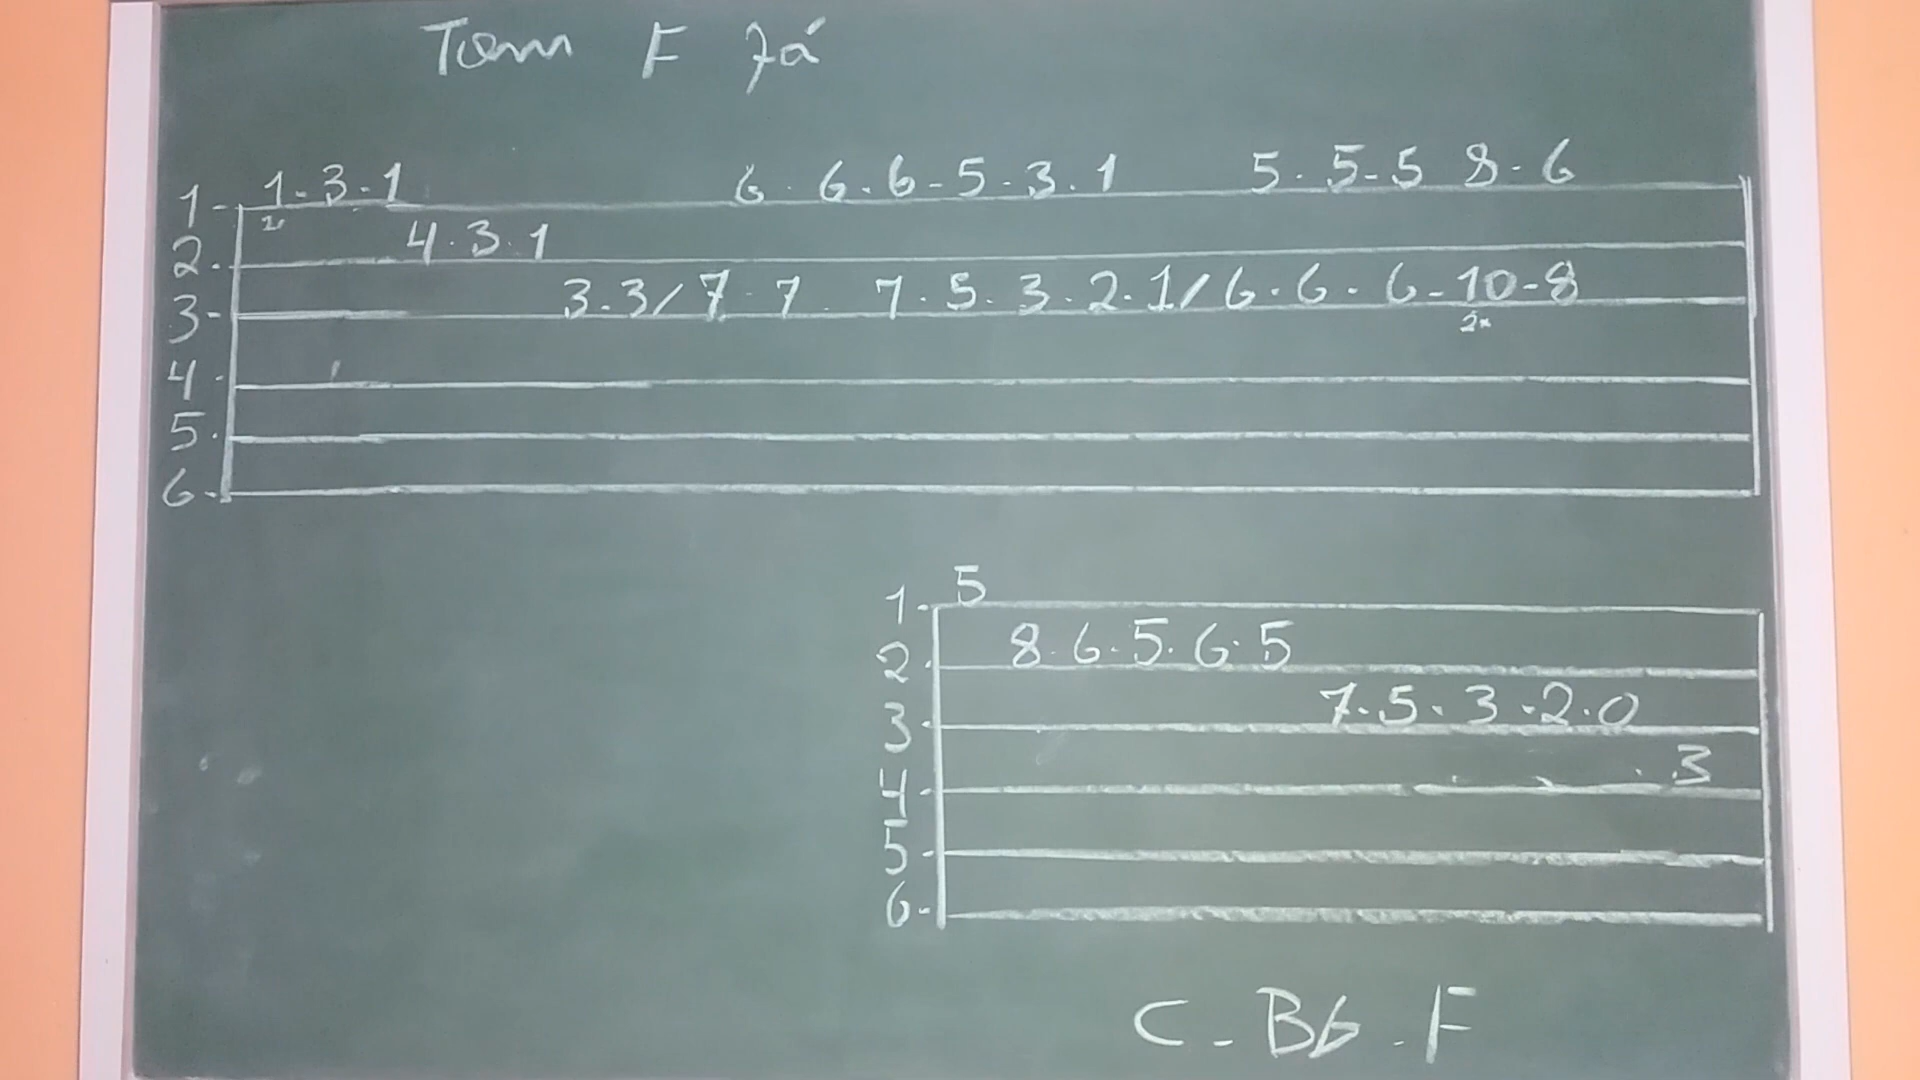 Tom F Fá
1- 1-3-1 6.6.6-5-3.1 5.5-5 8-6
2x
2. 4.3.1
3- 3.3/7-7.7.5.3.2.1/6.6.6-10-8
2x
4-
5.
6-
1. 5
2. 8.6.5.6.5
3- 7.5.3.2.0
4- .3
5-
6-
C-Bb.F